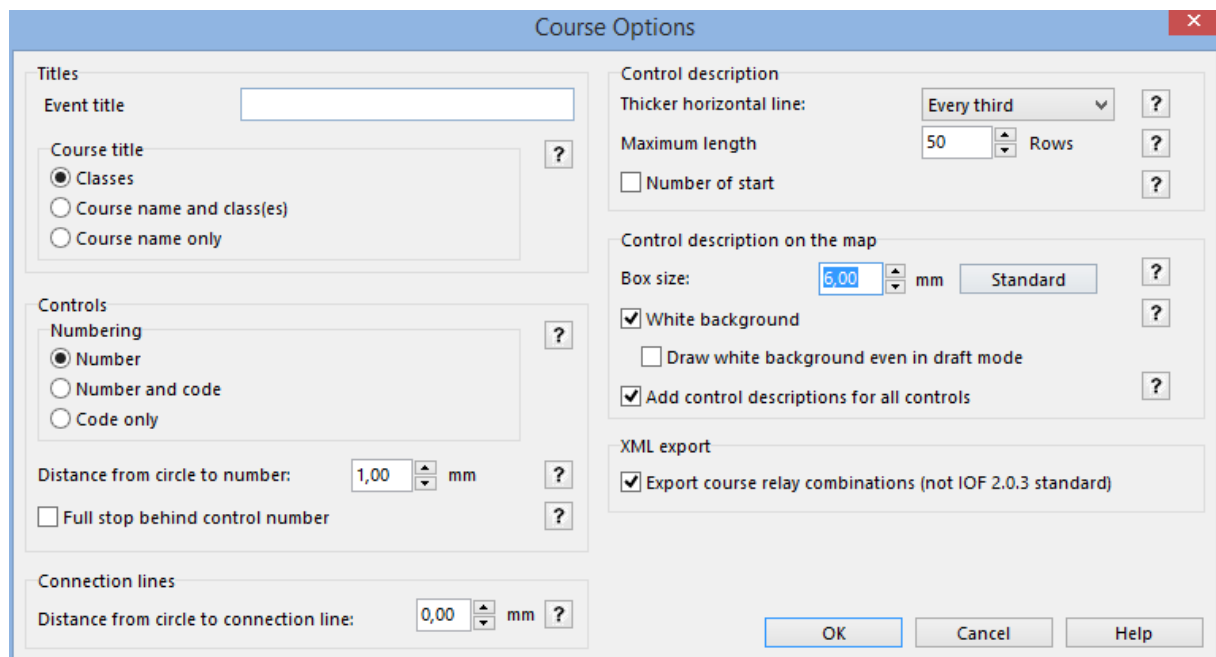 Course Options
Titles
Event title
Course title
?
Classes
Course name and class(es)
Course name only
Controls
Numbering
?
Number
Number and code
Code only
Distance from circle to number: 1,00 mm ?
Full stop behind control number ?
Connection lines
Distance from circle to connection line: 0,00 mm ?
Control description
Thicker horizontal line: Every third ?
Maximum length 50 Rows ?
Number of start ?
Control description on the map
Box size: 6,00 mm Standard ?
White background ?
Draw white background even in draft mode
Add control descriptions for all controls ?
XML export
Export course relay combinations (not IOF 2.0.3 standard)
OK Cancel Help